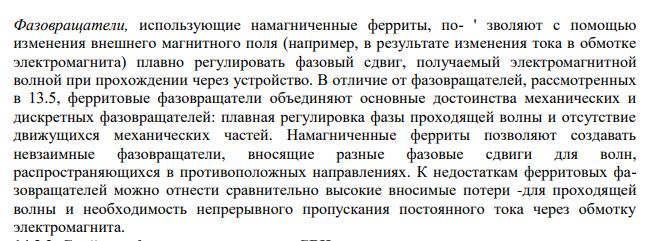 Фазовращатели, использующие намагниченные ферриты, по- ' зволяют с помощью
изменения внешнего магнитного поля (например, в результате изменения тока в обмотке
электромагнита) плавно регулировать фазовый сдвиг, получаемый электромагнитной
волной при прохождении через устройство. В отличие от фазовращателей, рассмотренных
в 13.5, ферритовые фазовращатели объединяют основные достоинства механических и
дискретных фазовращателей: плавная регулировка фазы проходящей волны и отсутствие
движущихся механических частей. Намагниченные ферриты позволяют создавать
невзаимные фазовращатели, вносящие разные фазовые сдвиги для волн,
распространяющихся в противоположных направлениях. К недостаткам ферритовых фа-
зовращателей можно отнести сравнительно высокие вносимые потери -для проходящей
волны и необходимость непрерывного пропускания постоянного тока через обмотку
электромагнита.